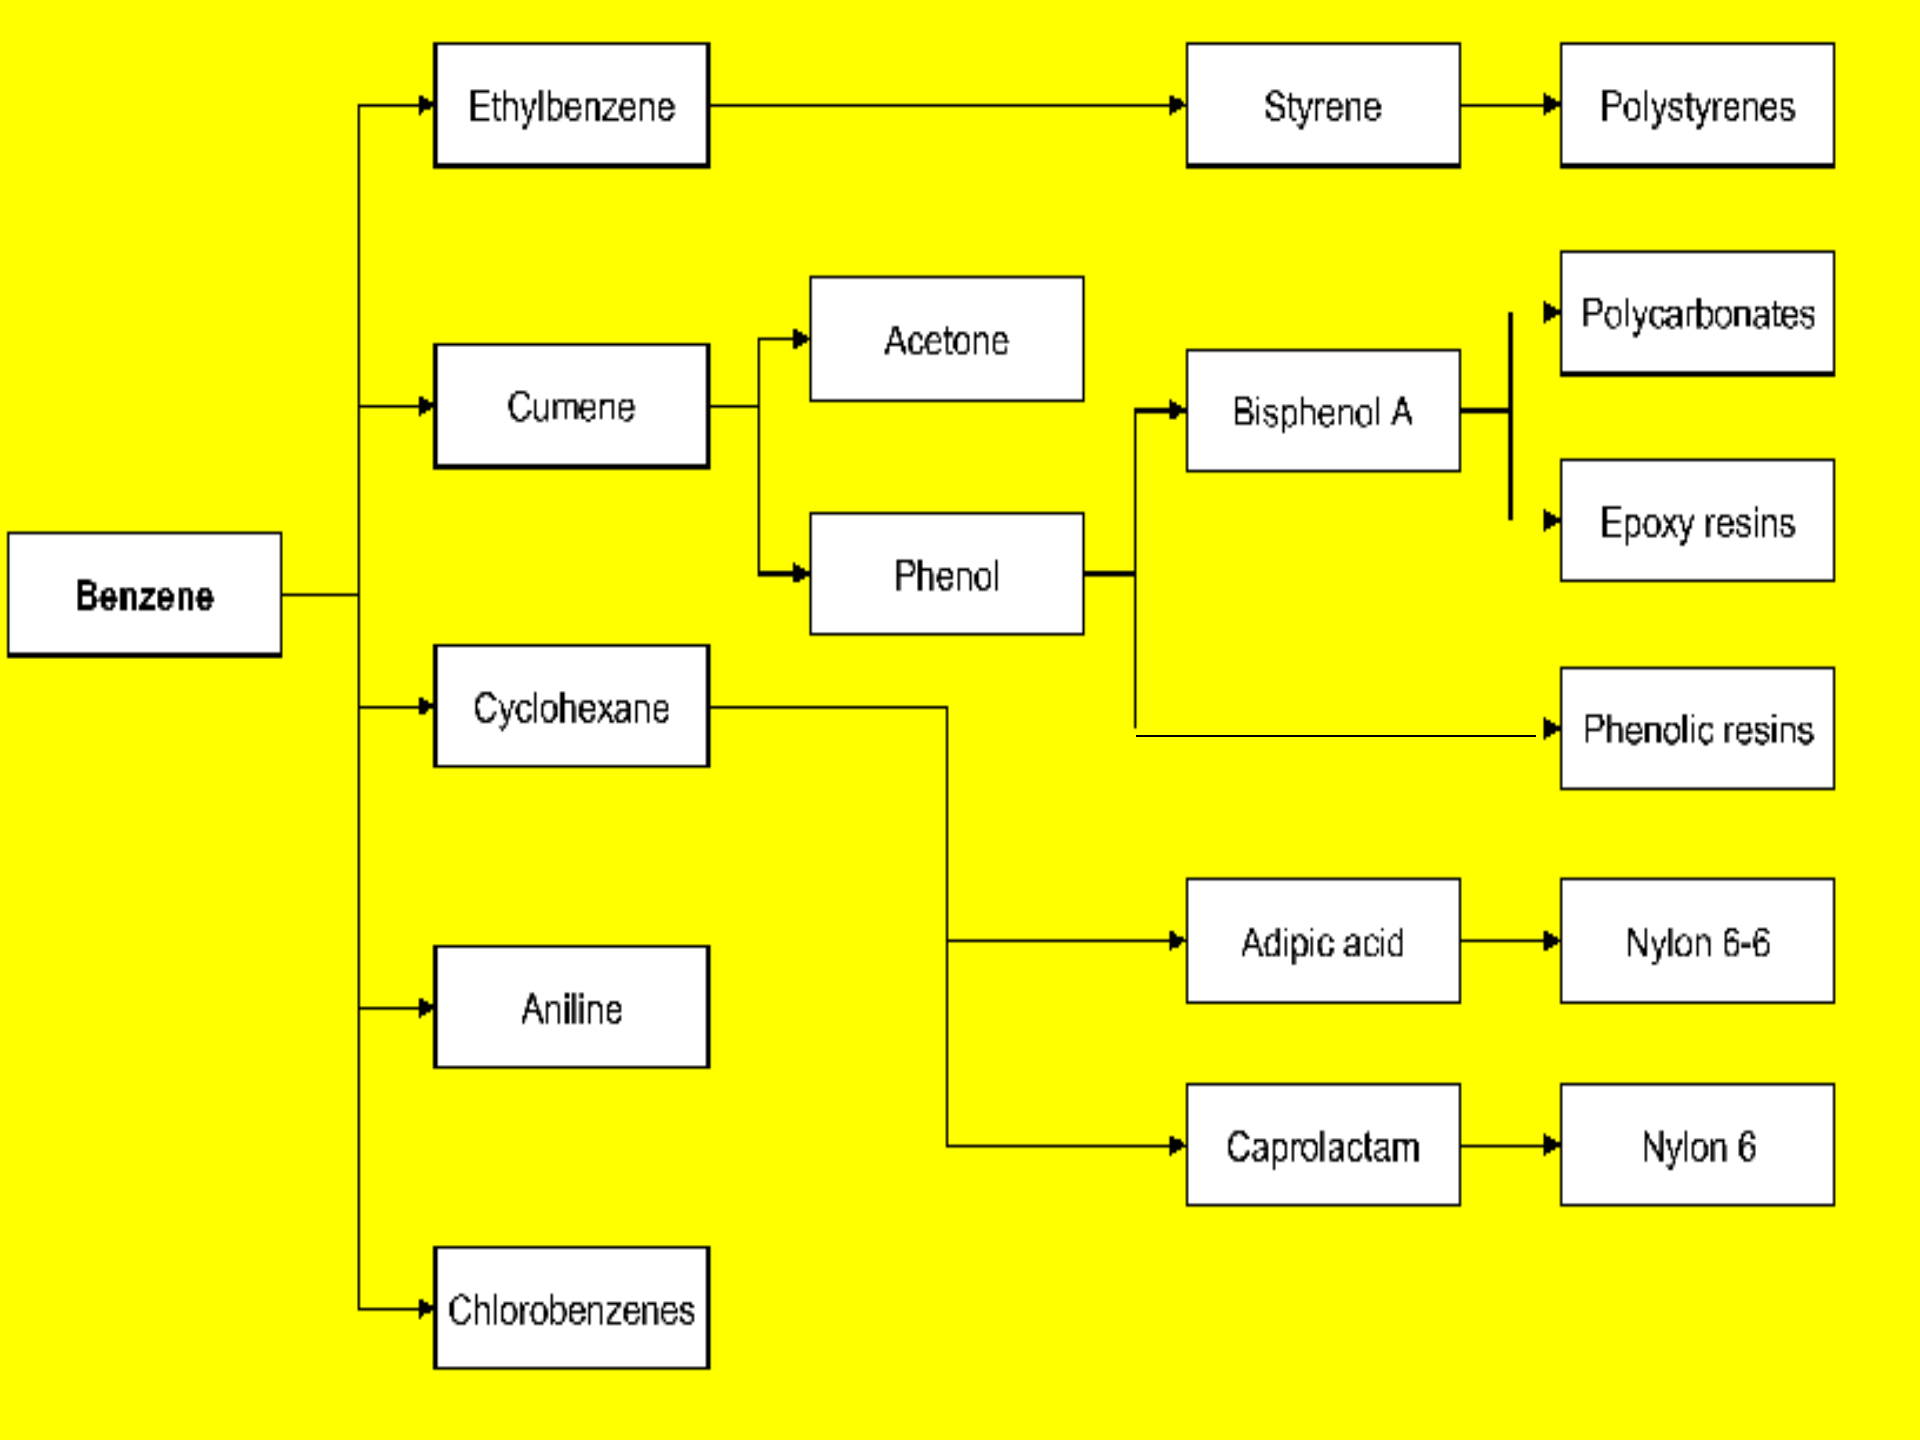 Ethylbenzene
Styrene
Polystyrenes
Polycarbonates
Acetone
Cumene
Bisphenol A
Epoxy resins
Phenol
Benzene
Cyclohexane
Phenolic resins
Adipic acid
Nylon 6-6
Aniline
Caprolactam
Nylon 6
Chlorobenzenes